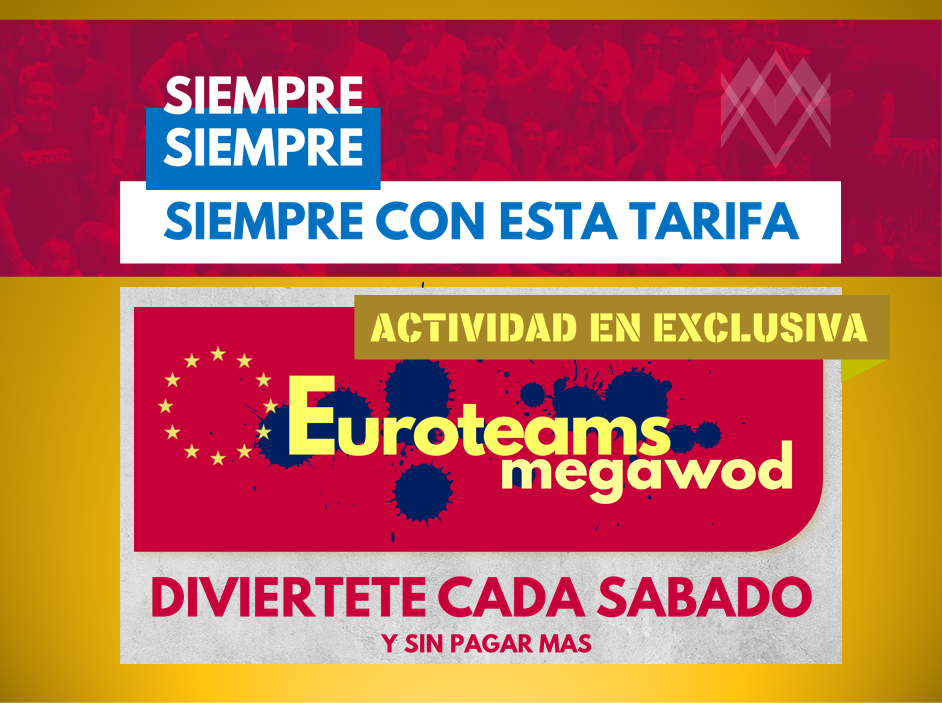 SIEMPRE
SIEMPRE
SIEMPRE CON ESTA TARIFA
ACTIVIDAD EN EXCLUSIVA
Euroteams
megawod
DIVIERTETE CADA SABADO
Y SIN PAGAR MAS